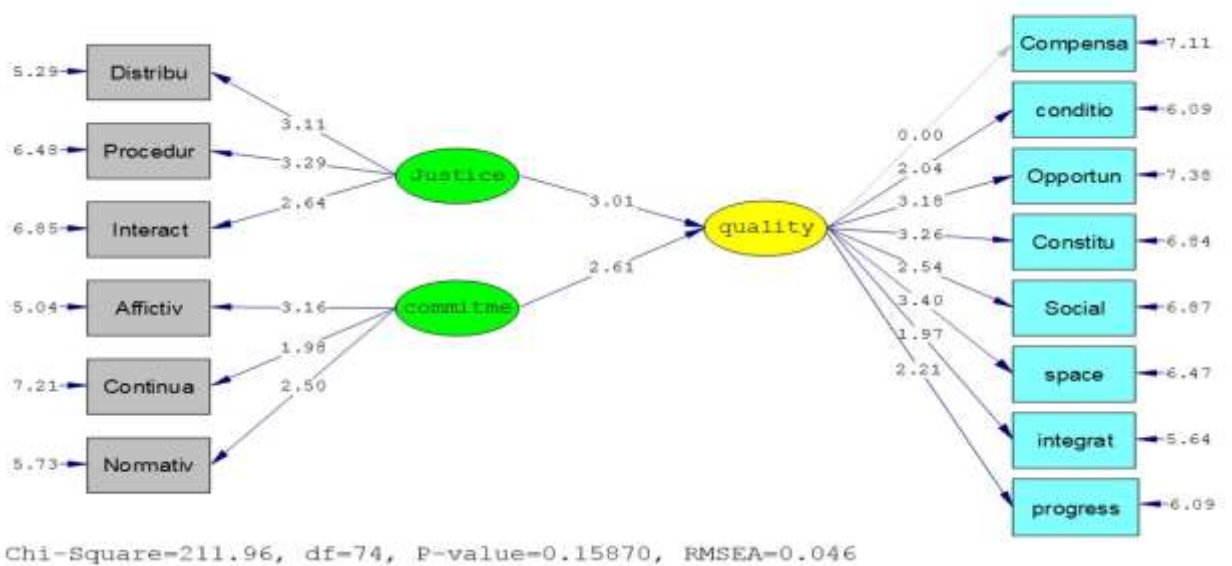 5.29 Distribu
6.48 Procedur
6.85 Interact
5.04 Affictiv
7.21 Continua
5.73 Normativ
3.11
3.29
2.64
3.16
1.98
2.50
Justice
commitme
3.01
2.61
quality
0.00
2.04
3.18
3.26
2.54
3.40
1.97
2.21
Compensa 7.11
conditio 6.09
Opportun 7.38
Constitu 6.84
Social 6.87
space 6.47
integrat 5.64
progress 6.09
Chi-Square=211.96, df=74, P-value=0.15870, RMSEA=0.046